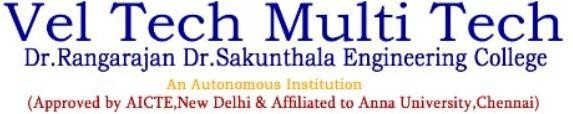 Vel Tech Multi Tech
Dr.Rangarajan Dr.Sakunthala Engineering College
An Autonomous Institution
(Approved by AICTE,New Delhi & Affiliated to Anna University,Chennai)